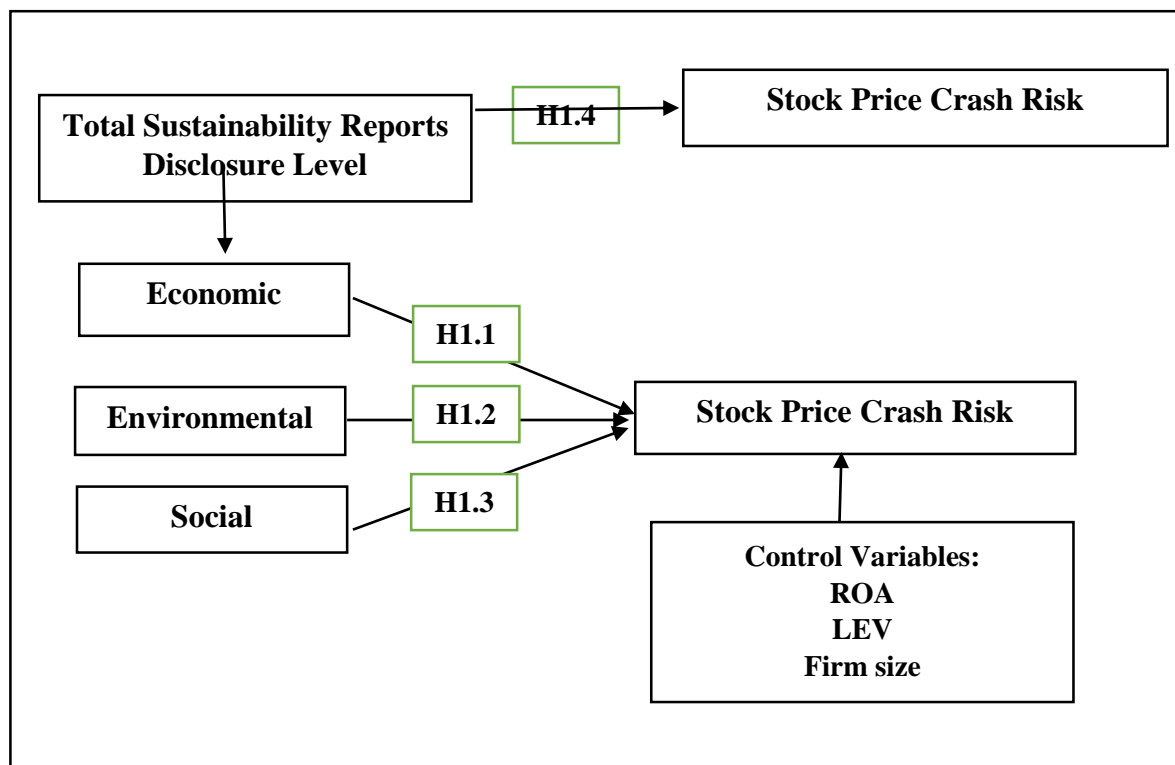 Stock Price Crash Risk
H1.4
Total Sustainability Reports
Disclosure Level
Economic
H1.1
Environmental
H1.2
Stock Price Crash Risk
Social
H1.3
Control Variables:
ROA
LEV
Firm size